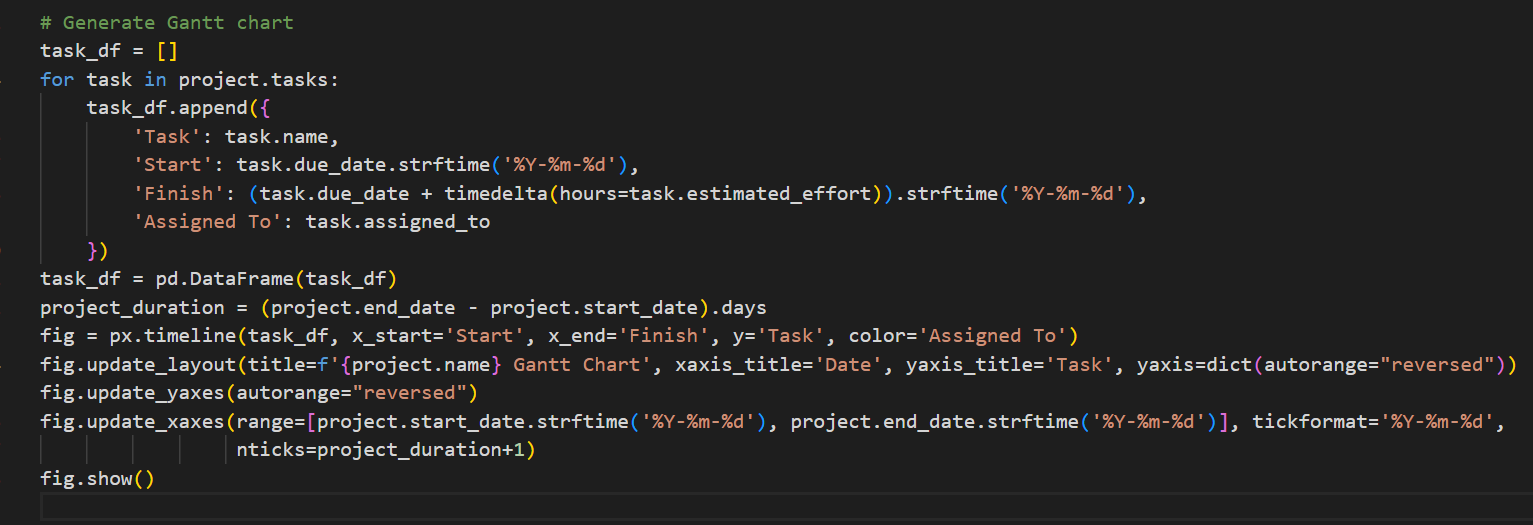 # Generate Gantt chart
task_df = []
for task in project.tasks:
    task_df.append({
        'Task': task.name,
        'Start': task.due_date.strftime('%Y-%m-%d'),
        'Finish': (task.due_date + timedelta(hours=task.estimated_effort)).strftime('%Y-%m-%d'),
        'Assigned To': task.assigned_to
    })
task_df = pd.DataFrame(task_df)
project_duration = (project.end_date - project.start_date).days
fig = px.timeline(task_df, x_start='Start', x_end='Finish', y='Task', color='Assigned To')
fig.update_layout(title=f'{project.name} Gantt Chart', xaxis_title='Date', yaxis_title='Task', yaxis=dict(autorange="reversed"))
fig.update_yaxes(autorange="reversed")
fig.update_xaxes(range=[project.start_date.strftime('%Y-%m-%d'), project.end_date.strftime('%Y-%m-%d')], tickformat='%Y-%m-%d',
                 nticks=project_duration+1)
fig.show()